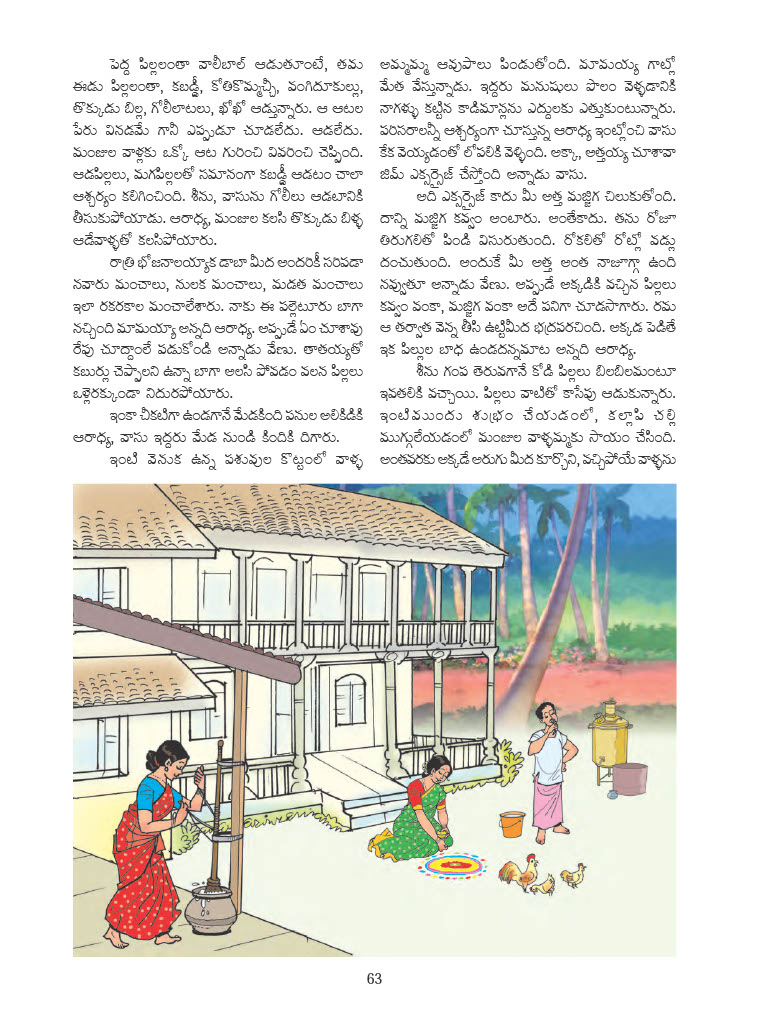 పెద్ద పిల్లలంతా వాలీబాల్ ఆడుతూంటే, తమ
ఈడు పిల్లలంతా, కబడ్డీ, కోతికొమ్మచ్చి, వంగిదూకుల్లు,
తొక్కుడు బిల్ల, గోలీలాటలు, ఖోఖో ఆడ్తున్నారు. ఆ ఆటల
పేరు వినడమే గానీ ఎప్పుడూ చూడలేదు. ఆడలేదు.
మంజుల వాళ్లకు ఒక్కో ఆట గురించి వివరించి చెప్పింది.
ఆడపిల్లలు, మగపిల్లలతో సమానంగా కబడ్డీ ఆడటం చాలా
ఆశ్చర్యం కలిగించింది. శీను, వాసును గోలీలు ఆడటానికి
తీసుకుపోయాడు. ఆరాధ్య, మంజుల కలసి తొక్కుడు బిళ్ళ
ఆడేవాళ్ళతో కలసిపోయారు.
రాత్రి భోజనాలయ్యాక డాబా మీద అందరికీ సరిపడా
నవారు మంచాలు, నులక మంచాలు, మడత మంచాలు
ఇలా రకరకాల మంచాలేశారు. నాకు ఈ పల్లెటూరు బాగా
నచ్చింది మామయ్యా అన్నది ఆరాధ్య. అప్పుడే ఏం చూశావు
రేపు చూద్దాంలే పడుకోండి అన్నాడు వేణు. తాతయ్యతో
కబుర్లు చెప్పాలని ఉన్నా బాగా అలసి పోవడం వలన పిల్లలు
ఒళ్లెరక్కుండా నిదురపోయారు.
ఇంకా చీకటిగా ఉండగానే మేడకింది పనుల అలికిడికి
ఆరాధ్య, వాసు ఇద్దరు మేడ నుండి కిందికి దిగారు.
ఇంటి వెనుక ఉన్న పశువుల కొట్టంలో వాళ్ళ
అమ్మమ్మ ఆవుపాలు పిండుతోంది. మామయ్య గాట్లో
మేత వేస్తున్నాడు. ఇద్దరు మనుషులు పొలం వెళ్ళడానికి
నాగళ్ళు కట్టిన కాడిమాన్లను ఎద్దులకు ఎత్తుకుంటున్నారు.
పరిసరాలన్నీ ఆశ్చర్యంగా చూస్తున్న ఆరాధ్య ఇంట్లోంచి వాసు
కేక వెయ్యడంతో లోపలికి వెళ్ళింది. అక్కా, అత్తయ్య చూశావా
జిమ్ ఎక్సర్సైజ్ చేస్తోంది అన్నాడు వాసు.
అది ఎక్సర్సైజ్ కాదు మీ అత్త మజ్జిగ చిలుకుతోంది.
దాన్ని మజ్జిగ కవ్వం అంటారు. అంతేకాదు. తను రోజూ
తిరుగలితో పిండి విసురుతుంది. రోకలితో రోట్లో వడ్లు
దంచుతుంది. అందుకే మీ అత్త అంత నాజూగ్గా ఉంది
నవ్వుతూ అన్నాడు వేణు. అప్పుడే అక్కడికి వచ్చిన పిల్లలు
కవ్వం వంకా, మజ్జిగ వంకా అదే పనిగా చూడసాగారు. రమ
ఆ తర్వాత వెన్న తీసి ఉట్టిమీద భద్రపరచింది. అక్కడ పెడితే
ఇక పిల్లుల బాధ ఉండదన్నమాట అన్నది ఆరాధ్య.
శీను గంప తెరువగానే కోడి పిల్లలు బిలబిలమంటూ
ఇవతలికి వచ్చాయి. పిల్లలు వాటితో కాసేపు ఆడుకున్నారు.
ఇంటిముందు శుభ్రం చేయడంలో, కల్లాపి చల్లి
ముగ్గులేయడంలో మంజుల వాళ్ళమ్మకు సాయం చేసింది.
అంతవరకు అక్కడే అరుగు మీద కూర్చొని, వచ్చిపోయే వాళ్ళను
63